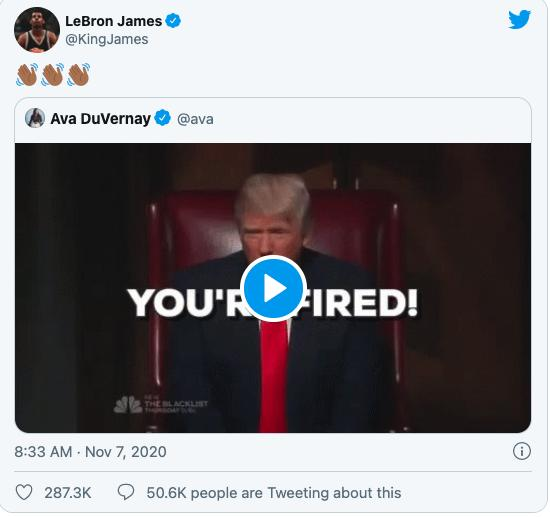 LeBron James
@KingJames
👋🏾👋🏾👋🏾
Ava DuVernay @ava
YOU'R FIRED!
THE BLACKLIST
THURSDAY
8:33 AM · Nov 7, 2020
287.3K 50.6K people are Tweeting about this